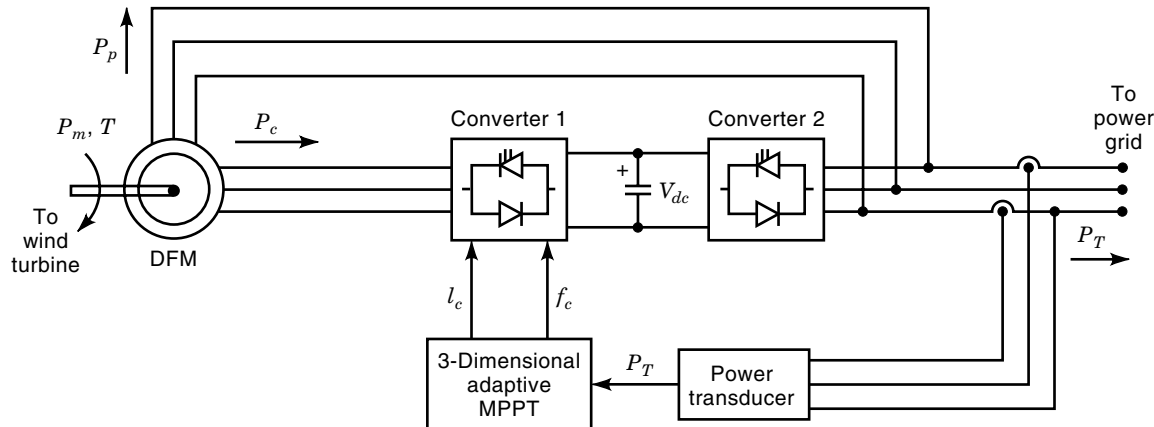 P_p
P_m, T
P_c
Converter 1
Converter 2
To
power
grid
+
V_dc
To
wind
turbine
DFM
P_T
l_c
f_c
3-Dimensional
adaptive
MPPT
P_T
Power
transducer